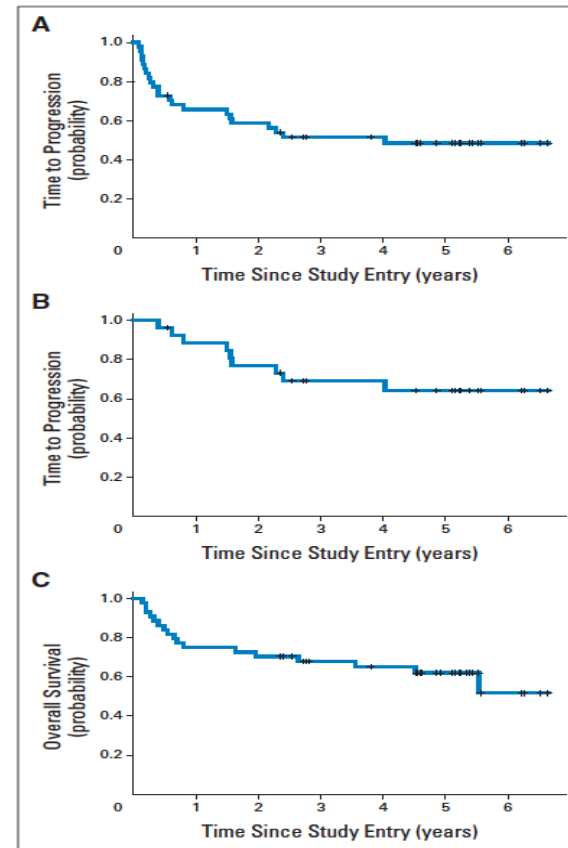 A
Time to Progression
(probability)
1.0
0.8
0.6
0.4
0.2
0 1 2 3 4 5 6
Time Since Study Entry (years)
B
Time to Progression
(probability)
1.0
0.8
0.6
0.4
0.2
0 1 2 3 4 5 6
Time Since Study Entry (years)
C
Overall Survival
(probability)
1.0
0.8
0.6
0.4
0.2
0 1 2 3 4 5 6
Time Since Study Entry (years)